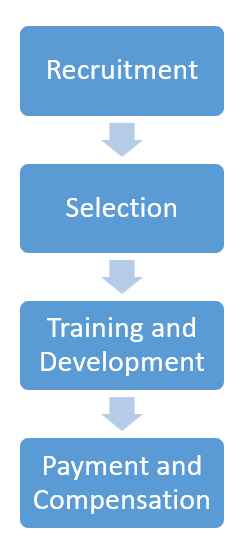 Recruitment
Selection
Training and
Development
Payment and
Compensation